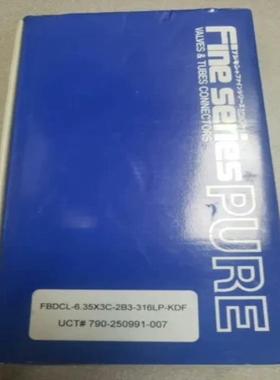 Fine series PURE
VALVES & TUBES CONNECTORS
FBDCL-6.35X3C-2B3-316LP-KDF
UCT# 790-250991-007